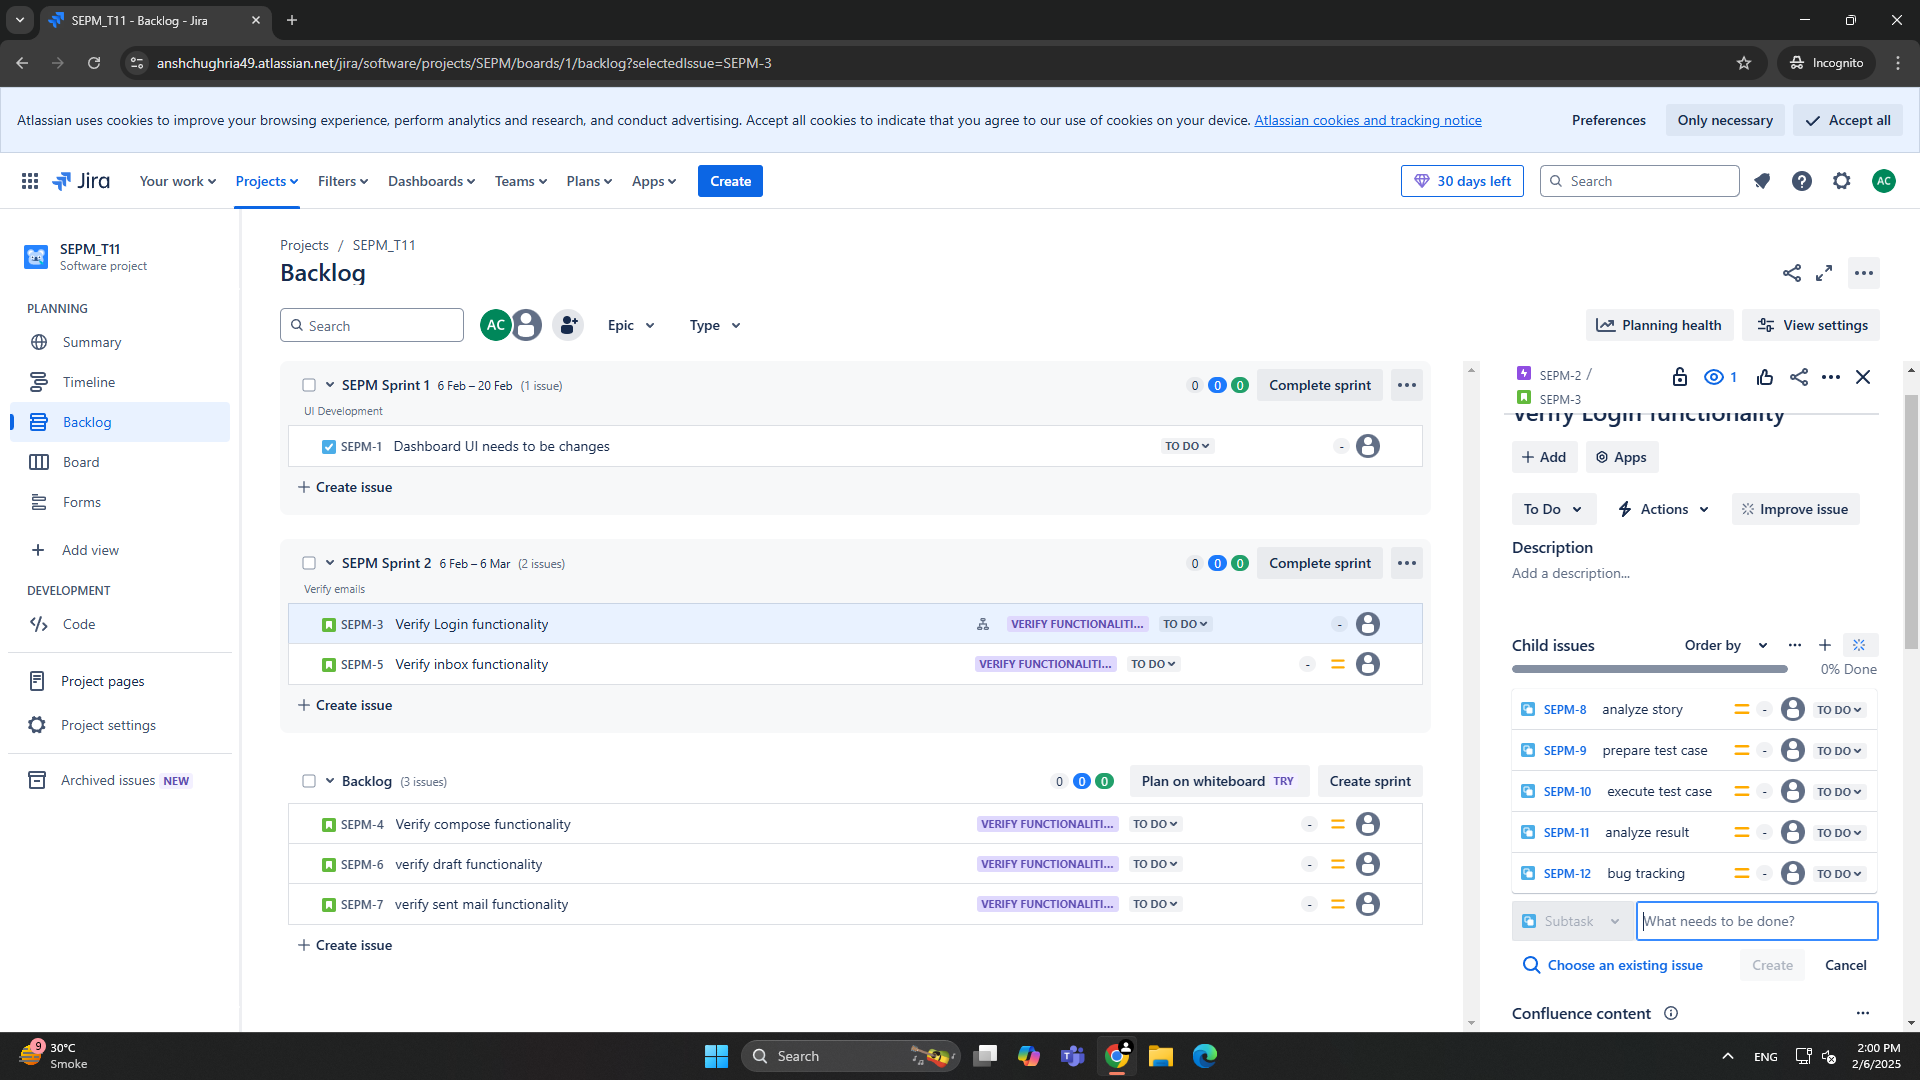 SEPM_T11 - Backlog - Jira
anshchughria49.atlassian.net/jira/software/projects/SEPM/boards/1/backlog?selectedIssue=SEPM-3
Incognito
Atlassian uses cookies to improve your browsing experience, perform analytics and research, and conduct advertising. Accept all cookies to indicate that you agree to our use of cookies on your device. Atlassian cookies and tracking notice
Preferences
Only necessary
Accept all
Jira
Your work
Projects
Filters
Dashboards
Teams
Plans
Apps
Create
30 days left
Search
AC
SEPM_T11
Software project
PLANNING
Summary
Timeline
Backlog
Board
Forms
Add view
DEVELOPMENT
Code
Project pages
Project settings
Archived issues NEW
Projects / SEPM_T11
Backlog
Search
AC
Epic
Type
Planning health
View settings
SEPM Sprint 1 6 Feb – 20 Feb (1 issue)
0 0 0
Complete sprint
UI Development
SEPM-1 Dashboard UI needs to be changes
TO DO
-
Create issue
SEPM Sprint 2 6 Feb – 6 Mar (2 issues)
0 0 0
Complete sprint
Verify emails
SEPM-3 Verify Login functionality
VERIFY FUNCTIONALITI...
TO DO
-
SEPM-5 Verify inbox functionality
VERIFY FUNCTIONALITI...
TO DO
-
Create issue
Backlog (3 issues)
0 0 0
Plan on whiteboard TRY
Create sprint
SEPM-4 Verify compose functionality
VERIFY FUNCTIONALITI...
TO DO
-
SEPM-6 verify draft functionality
VERIFY FUNCTIONALITI...
TO DO
-
SEPM-7 verify sent mail functionality
VERIFY FUNCTIONALITI...
TO DO
-
Create issue
SEPM-2 /
SEPM-3
1
Verify Login functionality
Add
Apps
To Do
Actions
Improve issue
Description
Add a description...
Child issues
Order by
0% Done
SEPM-8 analyze story - TO DO
SEPM-9 prepare test case - TO DO
SEPM-10 execute test case - TO DO
SEPM-11 analyze result - TO DO
SEPM-12 bug tracking - TO DO
Subtask
What needs to be done?
Choose an existing issue
Create
Cancel
Confluence content
9
30°C
Smoke
Search
ENG
2:00 PM
2/6/2025